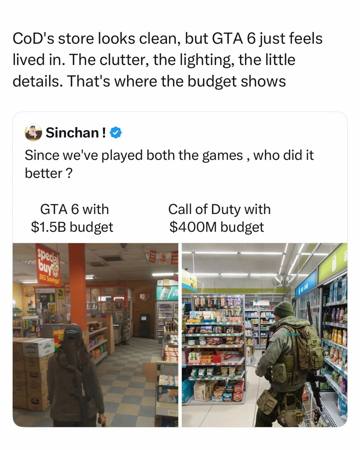 CoD's store looks clean, but GTA 6 just feels
lived in. The clutter, the lighting, the little
details. That's where the budget shows
Sinchan !
Since we've played both the games , who did it
better ?
GTA 6 with
$1.5B budget
Call of Duty with
$400M budget
special
buy